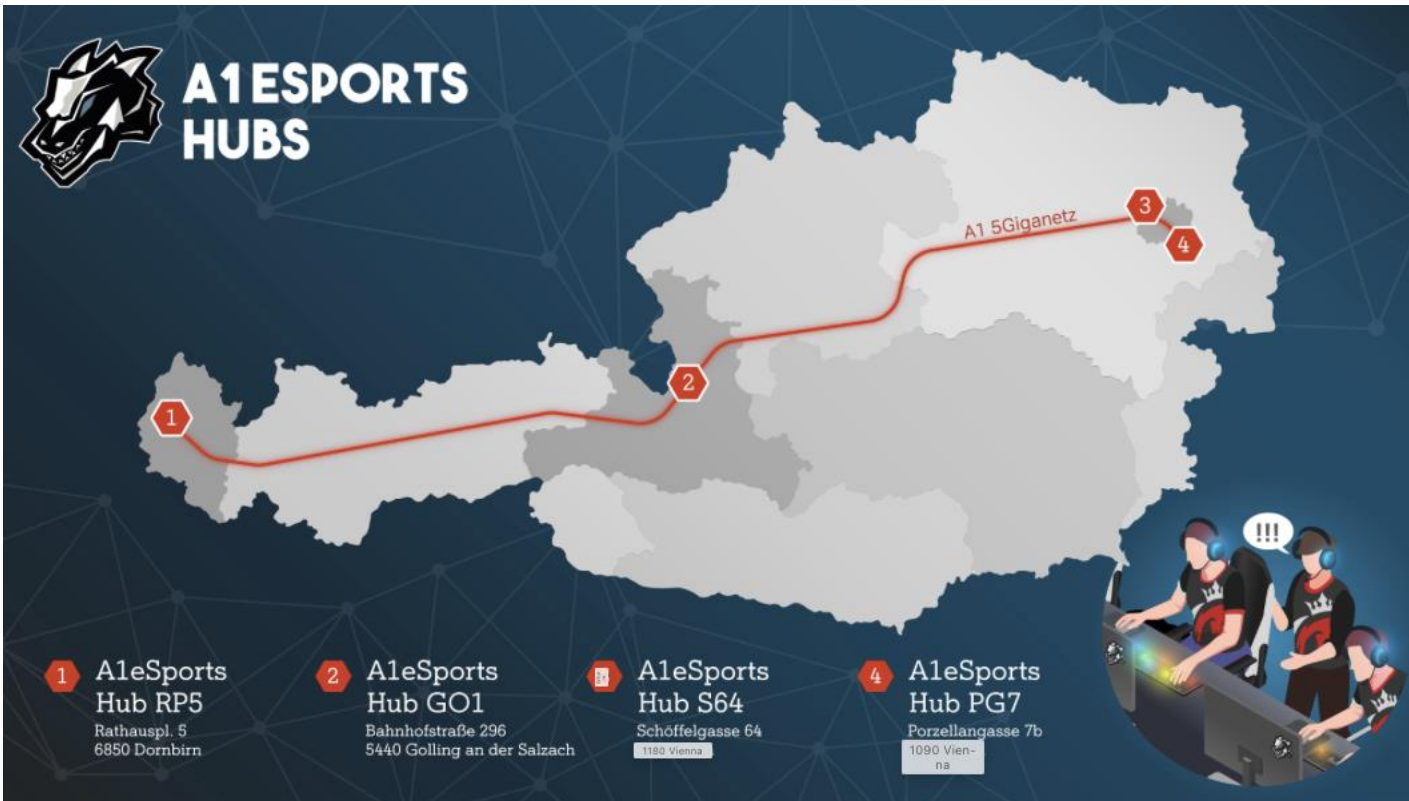 A1ESPORTS
HUBS
A1 5Giganetz
3
4
2
1
!!!
1
A1eSports
Hub RP5
Rathauspl. 5
6850 Dornbirn
2
A1eSports
Hub GO1
Bahnhofstraße 296
5440 Golling an der Salzach
A1eSports
Hub S64
Schöffelgasse 64
1180 Vienna
4
A1eSports
Hub PG7
Porzellangasse 7b
1090 Vien-
na